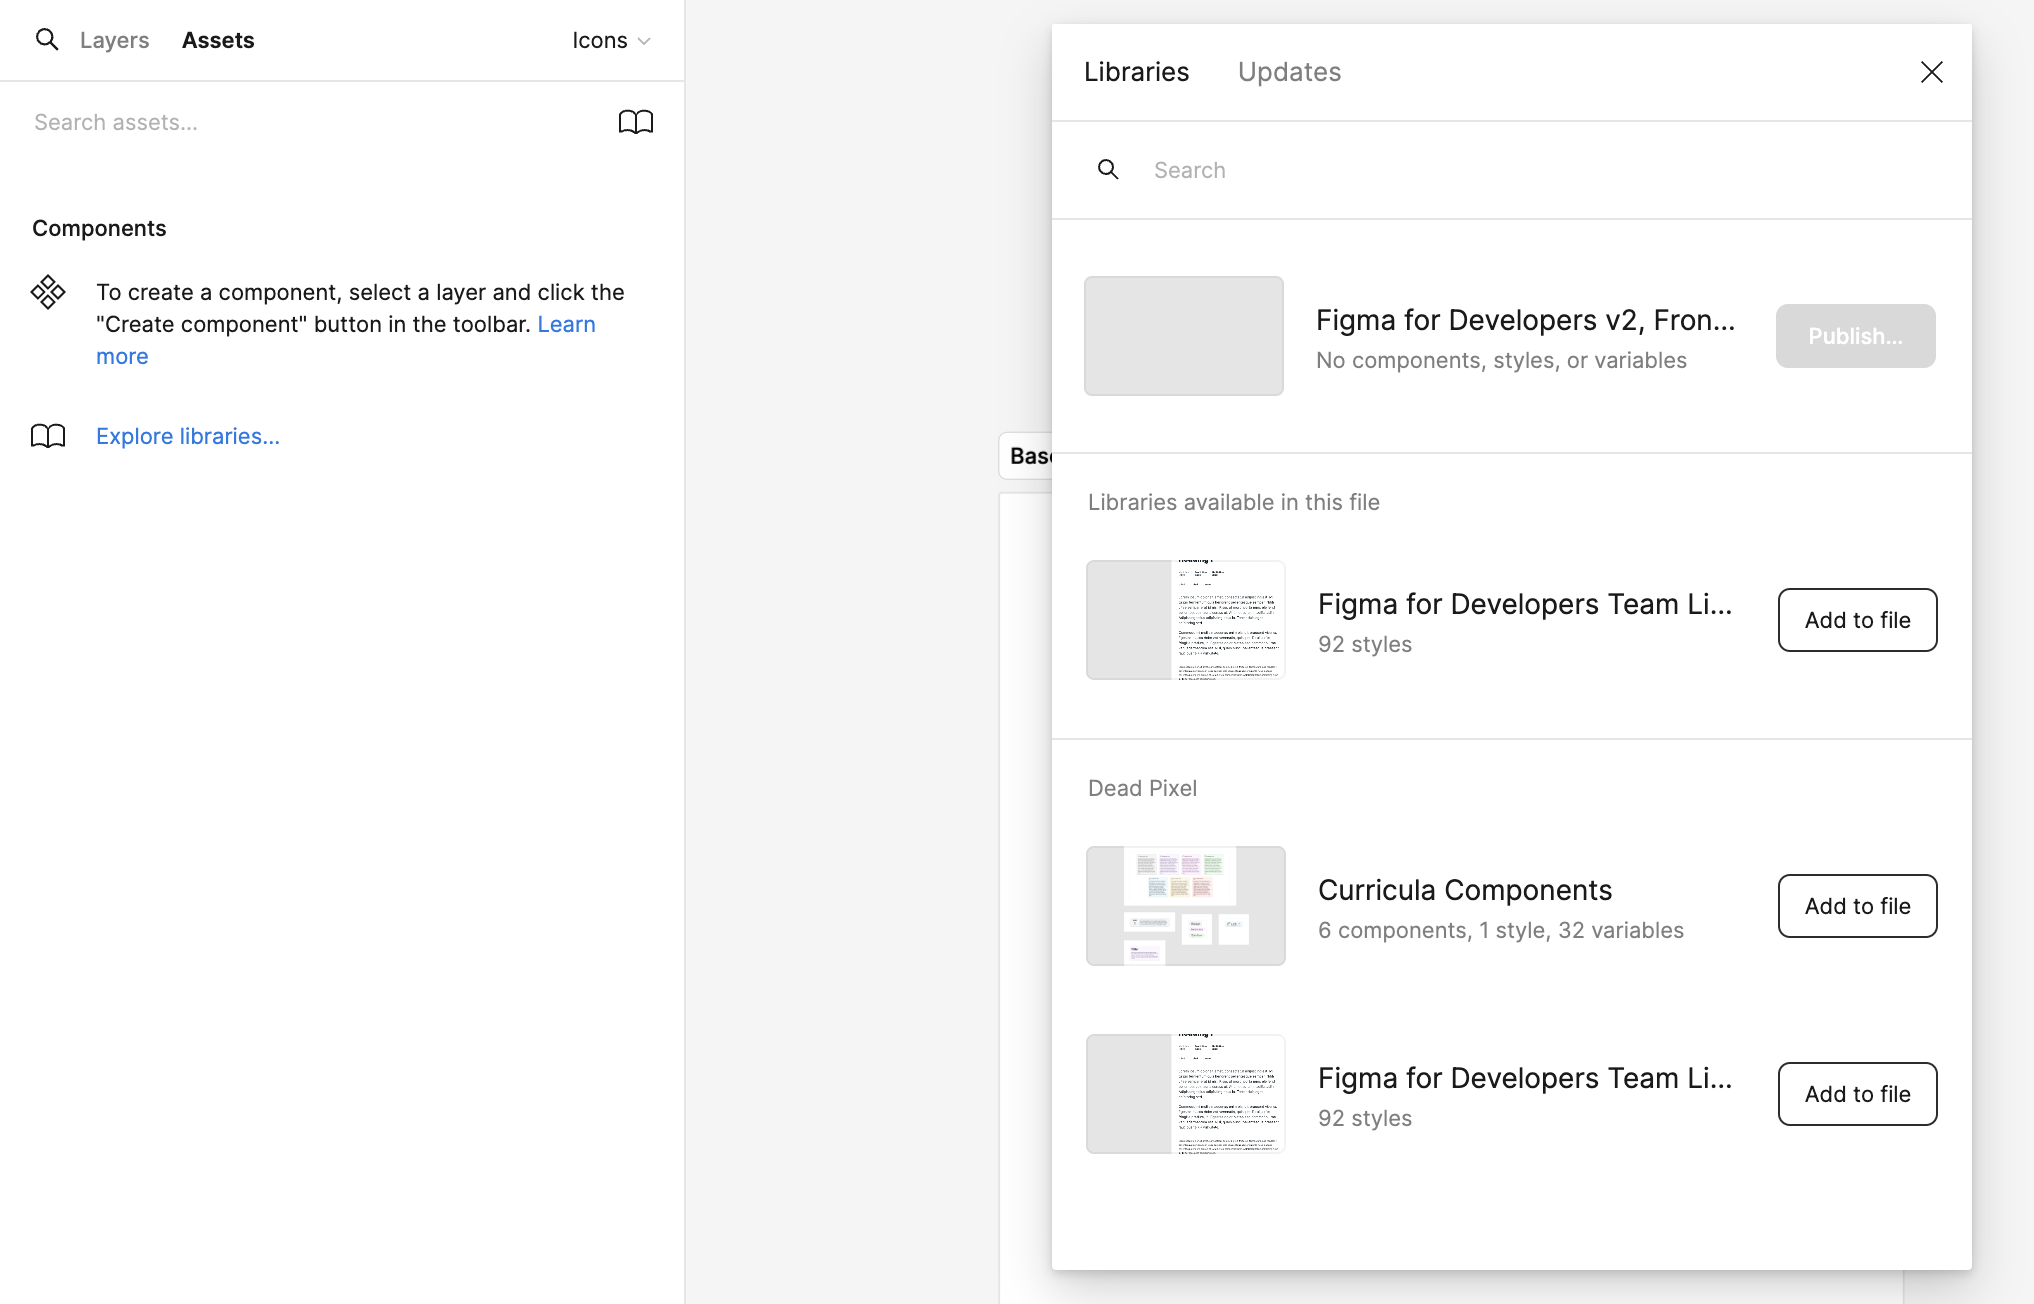 Layers
Assets
Icons
Search assets...
Components
To create a component, select a layer and click the
"Create component" button in the toolbar. Learn
more
Explore libraries...
Bas
Libraries
Updates
Search
Figma for Developers v2, Fron...
No components, styles, or variables
Publish...
Libraries available in this file
Figma for Developers Team Li...
92 styles
Add to file
Dead Pixel
Curricula Components
6 components, 1 style, 32 variables
Add to file
Figma for Developers Team Li...
92 styles
Add to file